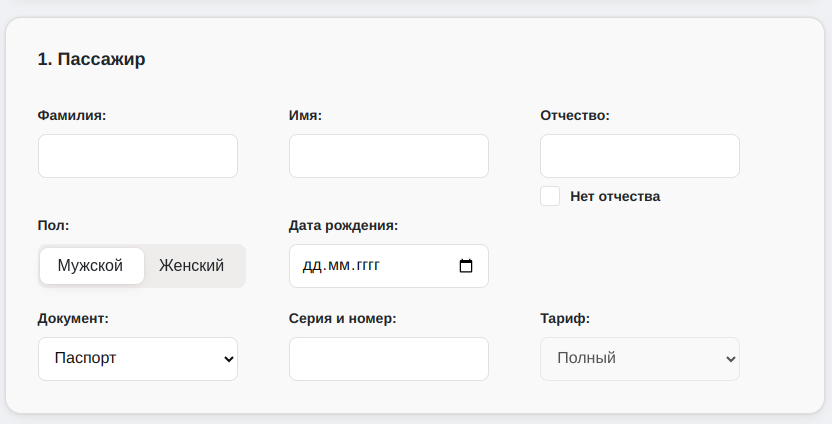 1. Пассажир
Фамилия: Имя: Отчество:
Нет отчества
Пол: Дата рождения:
Мужской Женский дд.мм.гггг
Документ: Серия и номер: Тариф:
Паспорт Полный